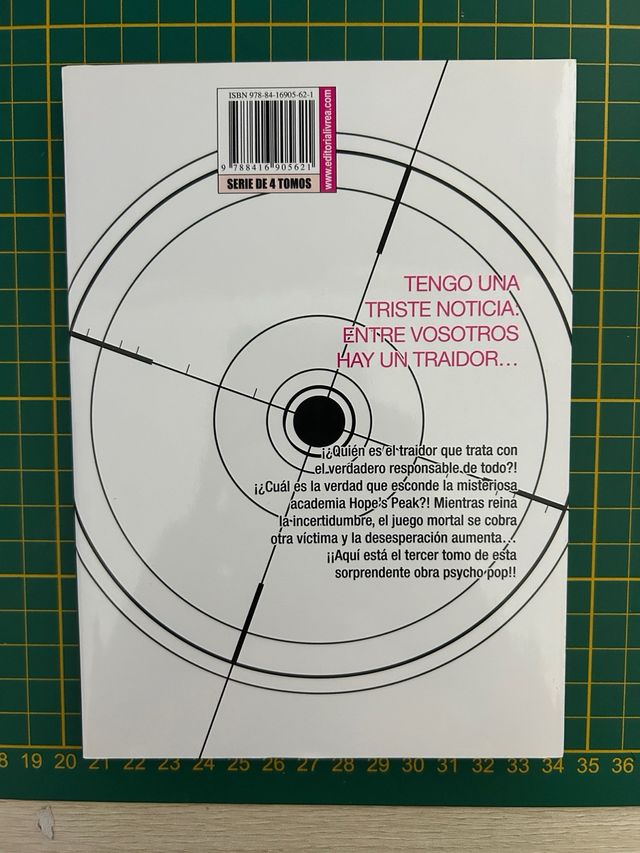 ISBN 978-84-16905-62-1
9 788416 905621
SERIE DE 4 TOMOS
www.editorialivrea.com
TENGO UNA
TRISTE NOTICIA:
ENTRE VOSOTROS
HAY UN TRAIDOR...
¡¿Quién es el traidor que trata con
el verdadero responsable de todo?!
¡¿Cuál es la verdad que esconde la misteriosa
academia Hope's Peak?! Mientras reina
la incertidumbre, el juego mortal se cobra
otra víctima y la desesperación aumenta...
¡¡Aquí está el tercer tomo de esta
sorprendente obra psycho pop!!
8 19 20 21 22 23 24 25 26 27 28 29 30 31 32 33 34 35 36